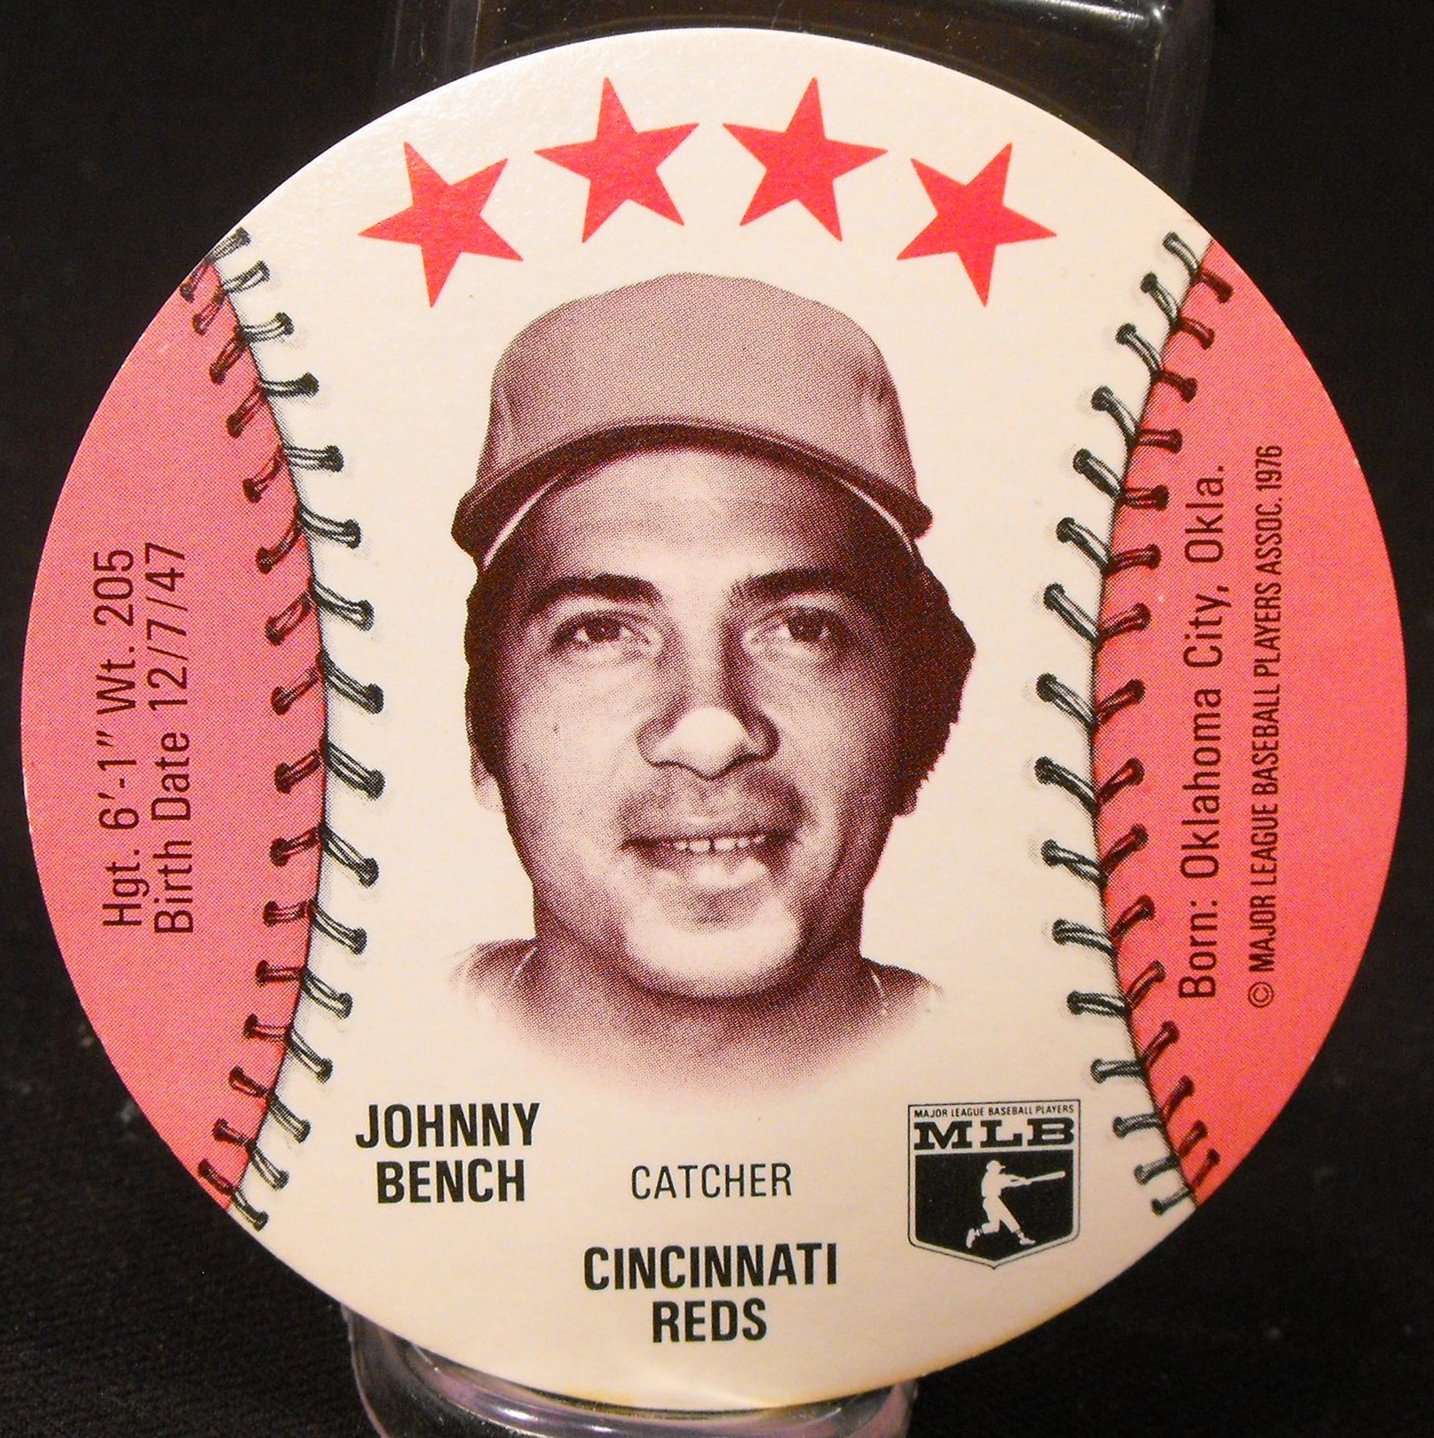 Hgt. 6'-1" Wt. 205
Birth Date 12/7/47
Born: Oklahoma City, Okla.
© MAJOR LEAGUE BASEBALL PLAYERS ASSOC. 1976
JOHNNY
BENCH
CATCHER
CINCINNATI
REDS
MAJOR LEAGUE BASEBALL PLAYERS
MLB